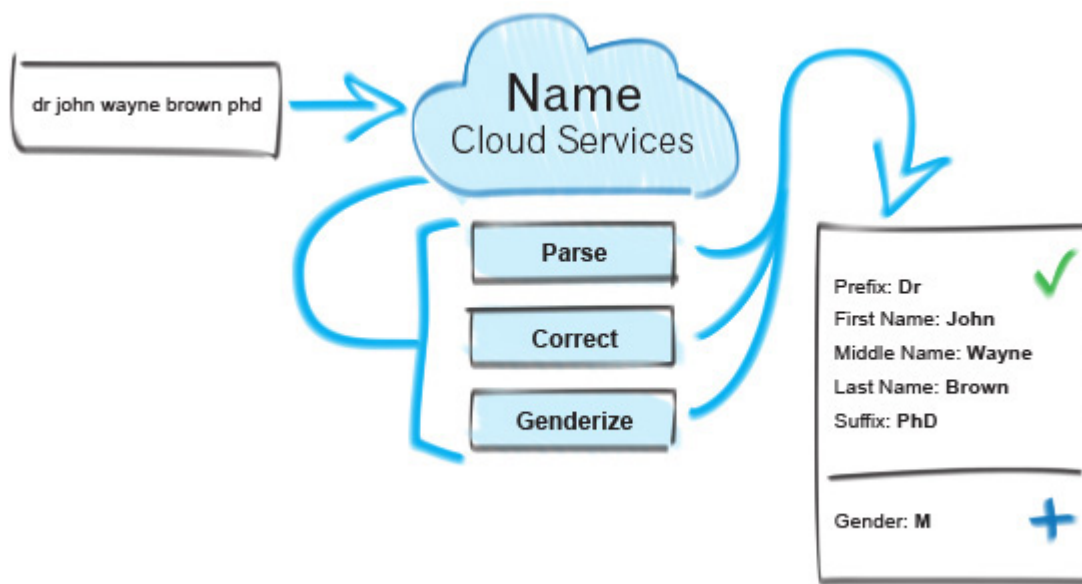 dr john wayne brown phd
Name
Cloud Services
Parse
Correct
Genderize
Prefix: Dr
First Name: John
Middle Name: Wayne
Last Name: Brown
Suffix: PhD
Gender: M